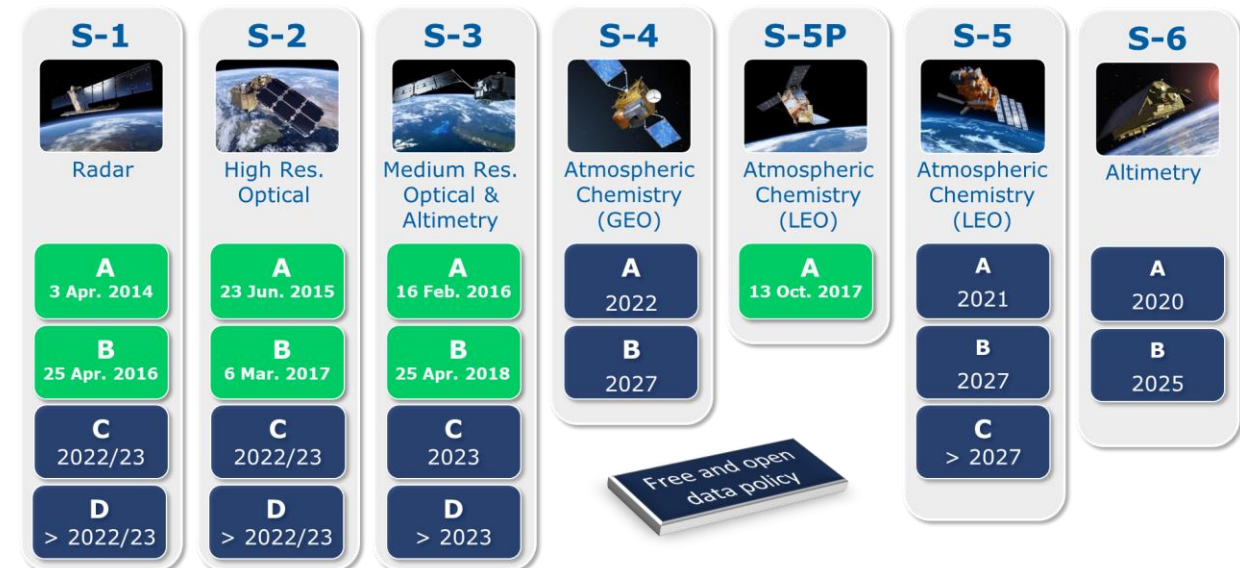 S-1
Radar
A
3 Apr. 2014
B
25 Apr. 2016
C
2022/23
D
> 2022/23
S-2
High Res.
Optical
A
23 Jun. 2015
B
6 Mar. 2017
C
2022/23
D
> 2022/23
S-3
Medium Res.
Optical &
Altimetry
A
16 Feb. 2016
B
25 Apr. 2018
C
2023
D
> 2023
S-4
Atmospheric
Chemistry
(GEO)
A
2022
B
2027
S-5P
Atmospheric
Chemistry
(LEO)
A
13 Oct. 2017
S-5
Atmospheric
Chemistry
(LEO)
A
2021
B
2027
C
> 2027
S-6
Altimetry
A
2020
B
2025
Free and open
data policy